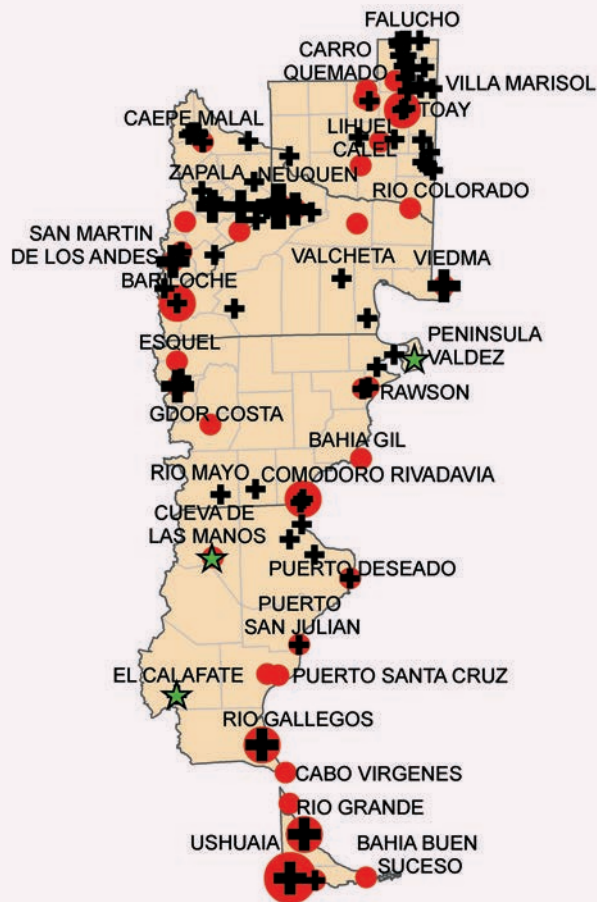 FALUCHO
CARRO
QUEMADO
VILLA MARISOL
TOAY
CAEPE MALAL
LIHUEL
CALEL
ZAPALA
NEUQUEN
RIO COLORADO
SAN MARTIN
DE LOS ANDES
VALCHETA
VIEDMA
BARILOCHE
ESQUEL
PENINSULA
VALDEZ
RAWSON
GDOR COSTA
BAHIA GIL
RIO MAYO
COMODORO RIVADAVIA
CUEVA DE
LAS MANOS
PUERTO DESEADO
PUERTO
SAN JULIAN
EL CALAFATE
PUERTO SANTA CRUZ
RIO GALLEGOS
CABO VIRGENES
RIO GRANDE
USHUAIA
BAHIA BUEN
SUCESO